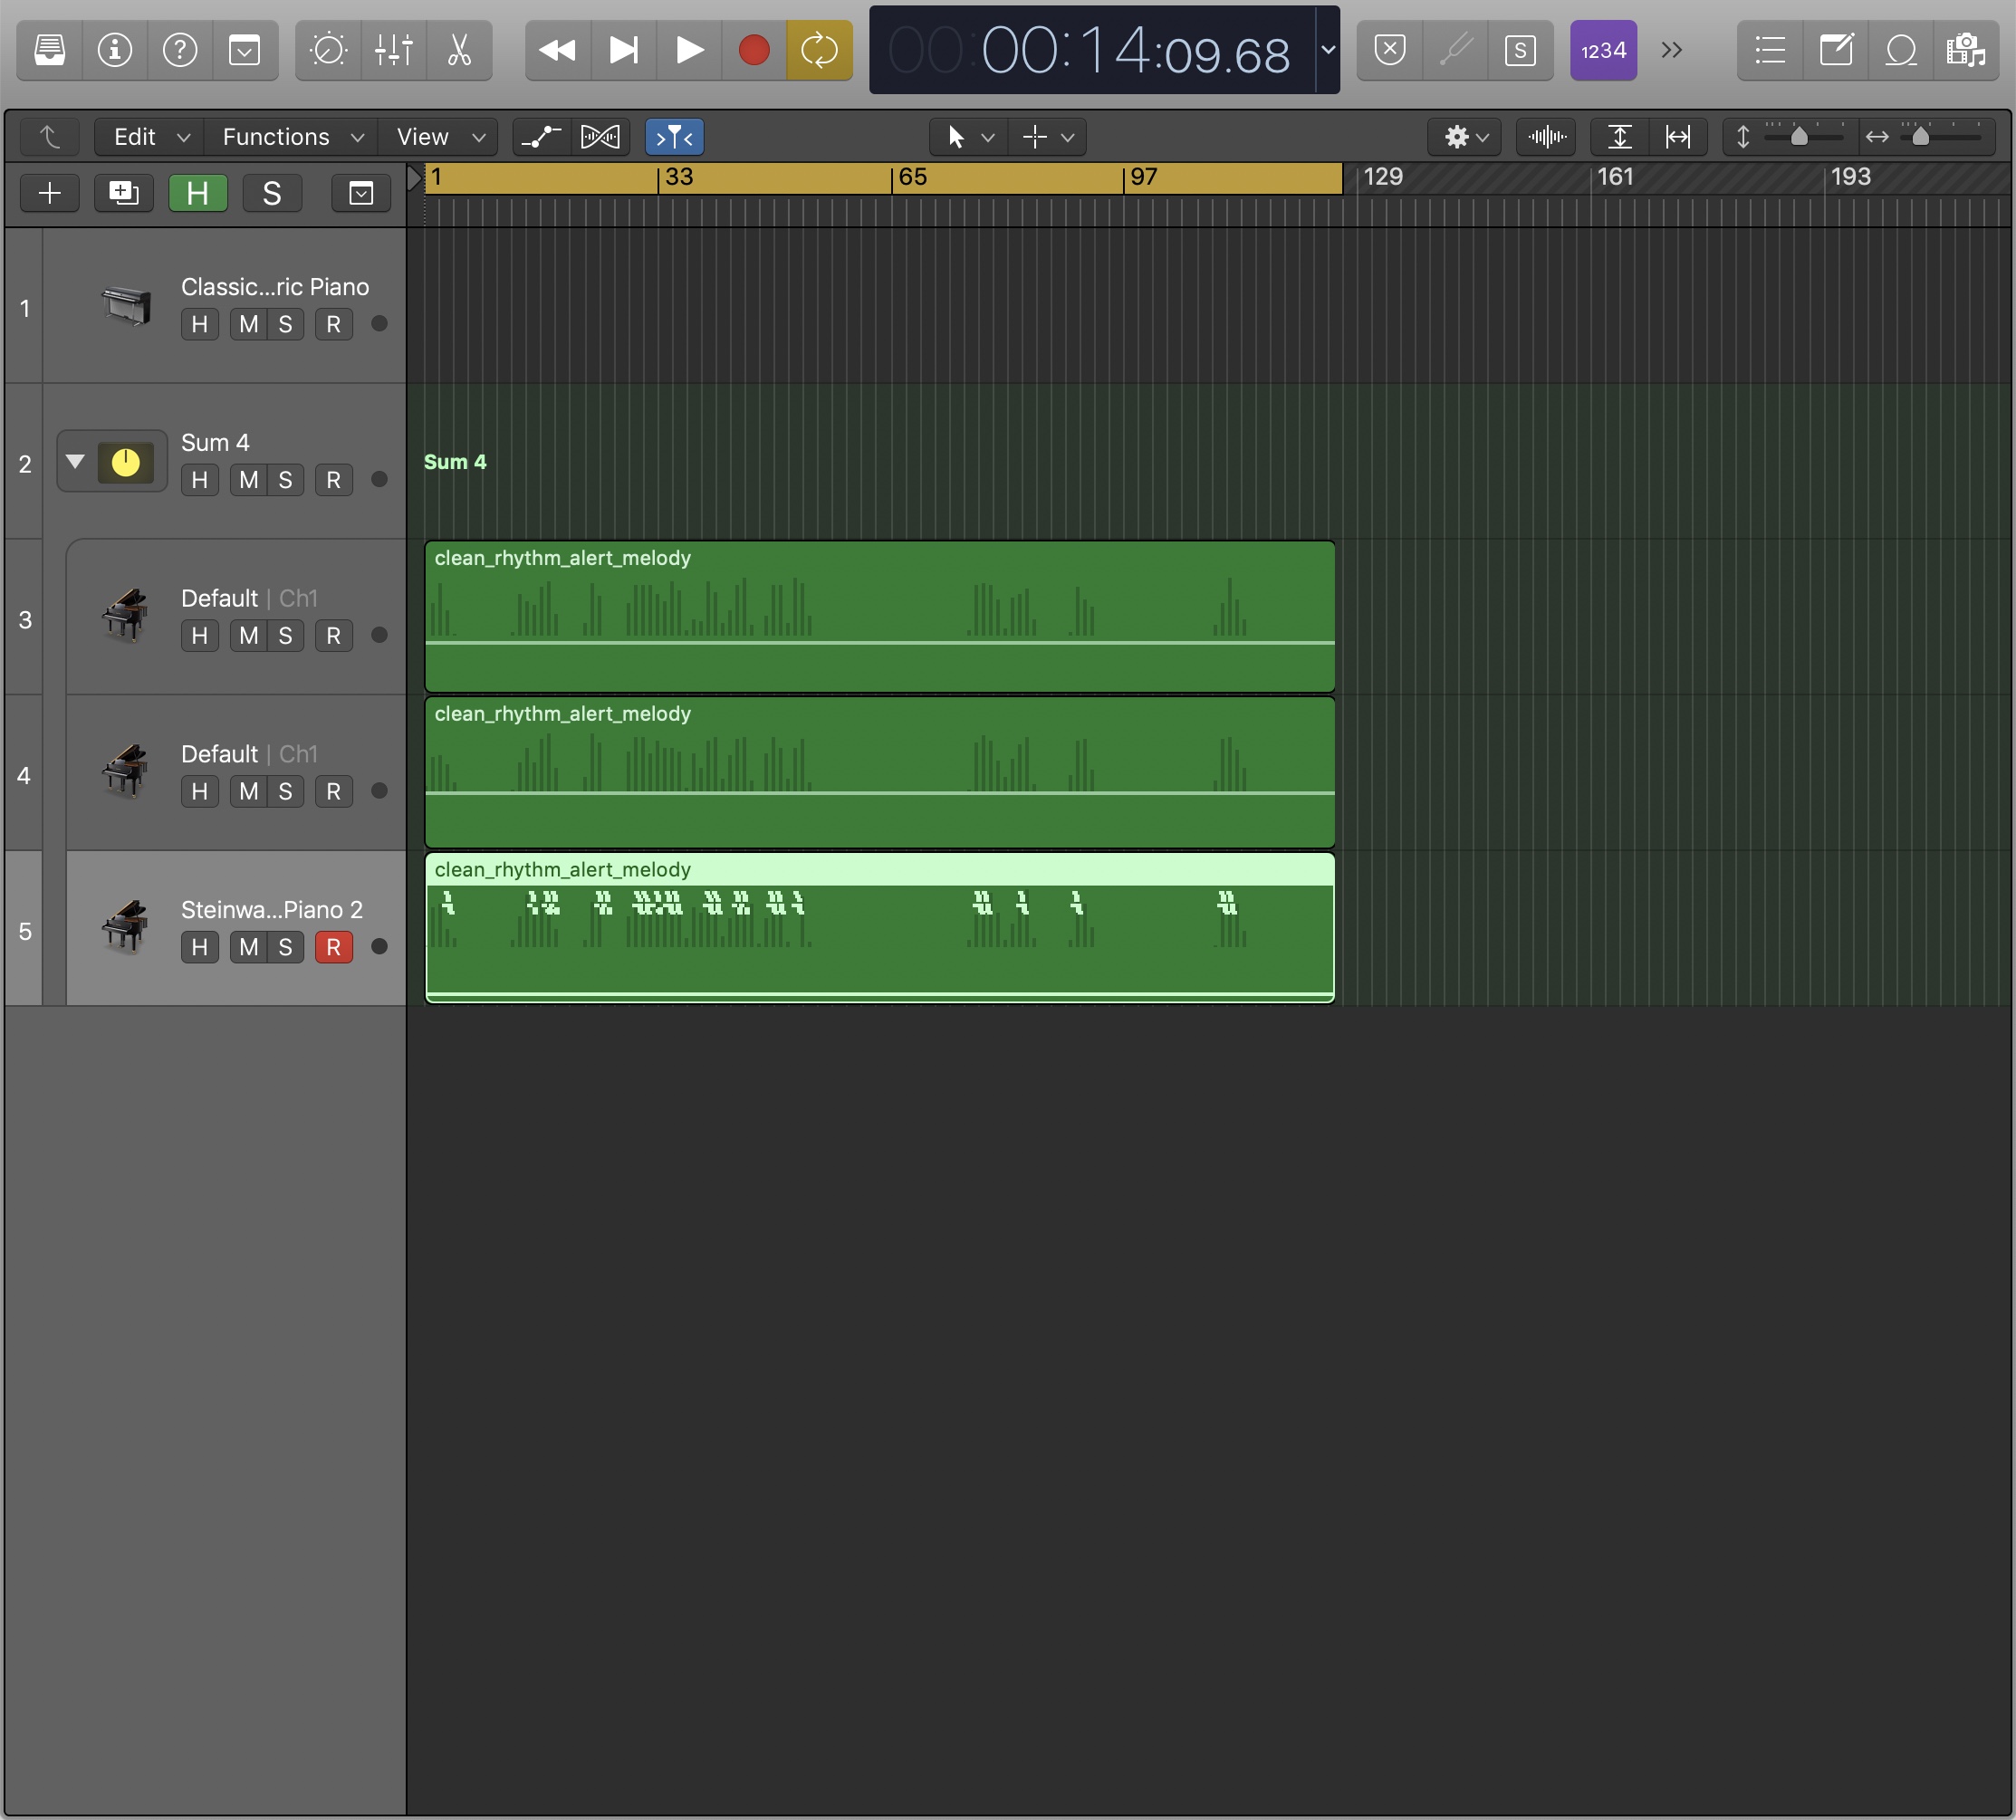 00:00:14:09.68
S
1234
Edit
Functions
View
H
S
1
33
65
97
129
161
193
1
Classic...ric Piano
H M S R
2
Sum 4
H M S R
Sum 4
3
Default | Ch1
H M S R
clean_rhythm_alert_melody
4
Default | Ch1
H M S R
clean_rhythm_alert_melody
5
Steinwa...Piano 2
H M S R
clean_rhythm_alert_melody